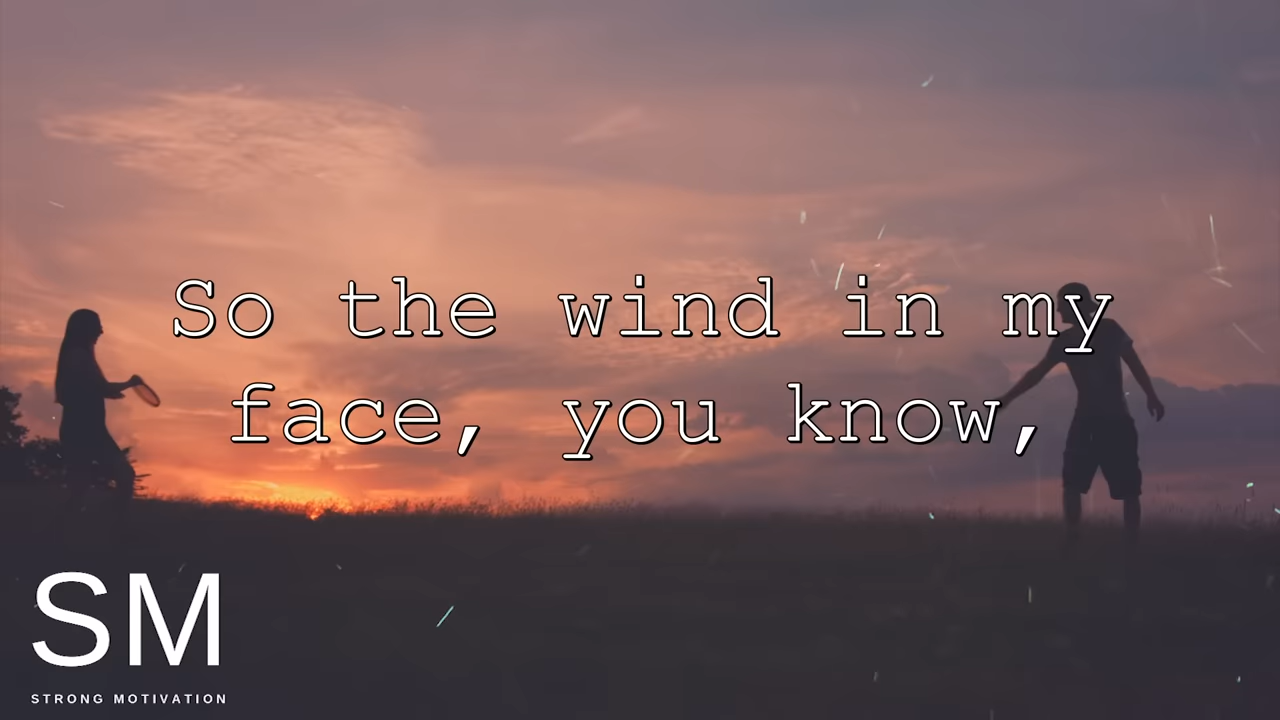 So the wind in my
face, you know,
SM
STRONG MOTIVATION